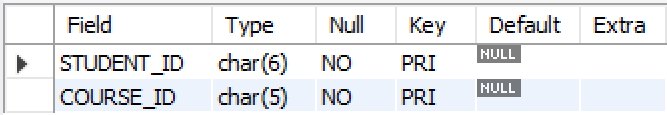 Field Type Null Key Default Extra
STUDENT_ID char(6) NO PRI NULL
COURSE_ID char(5) NO PRI NULL